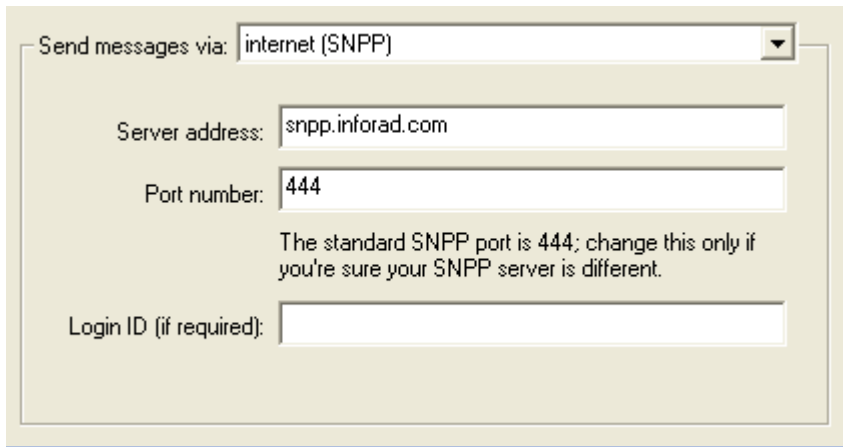 Send messages via: internet (SNPP)
Server address: snpp.inforad.com
Port number: 444
The standard SNPP port is 444; change this only if
you're sure your SNPP server is different.
Login ID (if required):